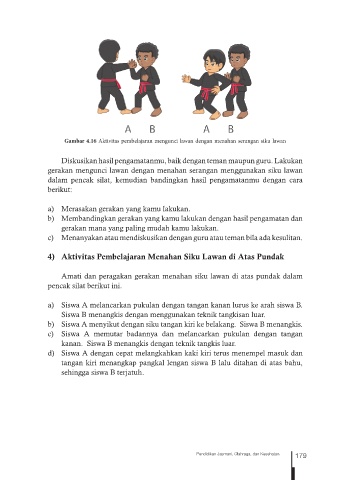 A B A B
Gambar 4.16 Aktivitas pembelajaran mengunci lawan dengan menahan serangan siku lawan
Diskusikan hasil pengamatanmu, baik dengan teman maupun guru. Lakukan
gerakan mengunci lawan dengan menahan serangan menggunakan siku lawan
dalam pencak silat, kemudian bandingkan hasil pengamatanmu dengan cara
berikut:
a) Merasakan gerakan yang kamu lakukan.
b) Membandingkan gerakan yang kamu lakukan dengan hasil pengamatan dan
gerakan mana yang paling mudah kamu lakukan.
c) Menanyakan atau mendiskusikan dengan guru atau teman bila ada kesulitan.
4) Aktivitas Pembelajaran Menahan Siku Lawan di Atas Pundak
Amati dan peragakan gerakan menahan siku lawan di atas pundak dalam
pencak silat berikut ini.
a) Siswa A melancarkan pukulan dengan tangan kanan lurus ke arah siswa B.
Siswa B menangkis dengan menggunakan teknik tangkisan luar.
b) Siswa A menyikut dengan siku tangan kiri ke belakang. Siswa B menangkis.
c) Siswa A memutar badannya dan melancarkan pukulan dengan tangan
kanan. Siswa B menangkis dengan teknik tangkis luar.
d) Siswa A dengan cepat melangkahkan kaki kiri terus menempel masuk dan
tangan kiri menangkap pangkal lengan siswa B lalu ditahan di atas bahu,
sehingga siswa B terjatuh.
Pendidikan Jasmani, Olahraga, dan Kesehatan 179